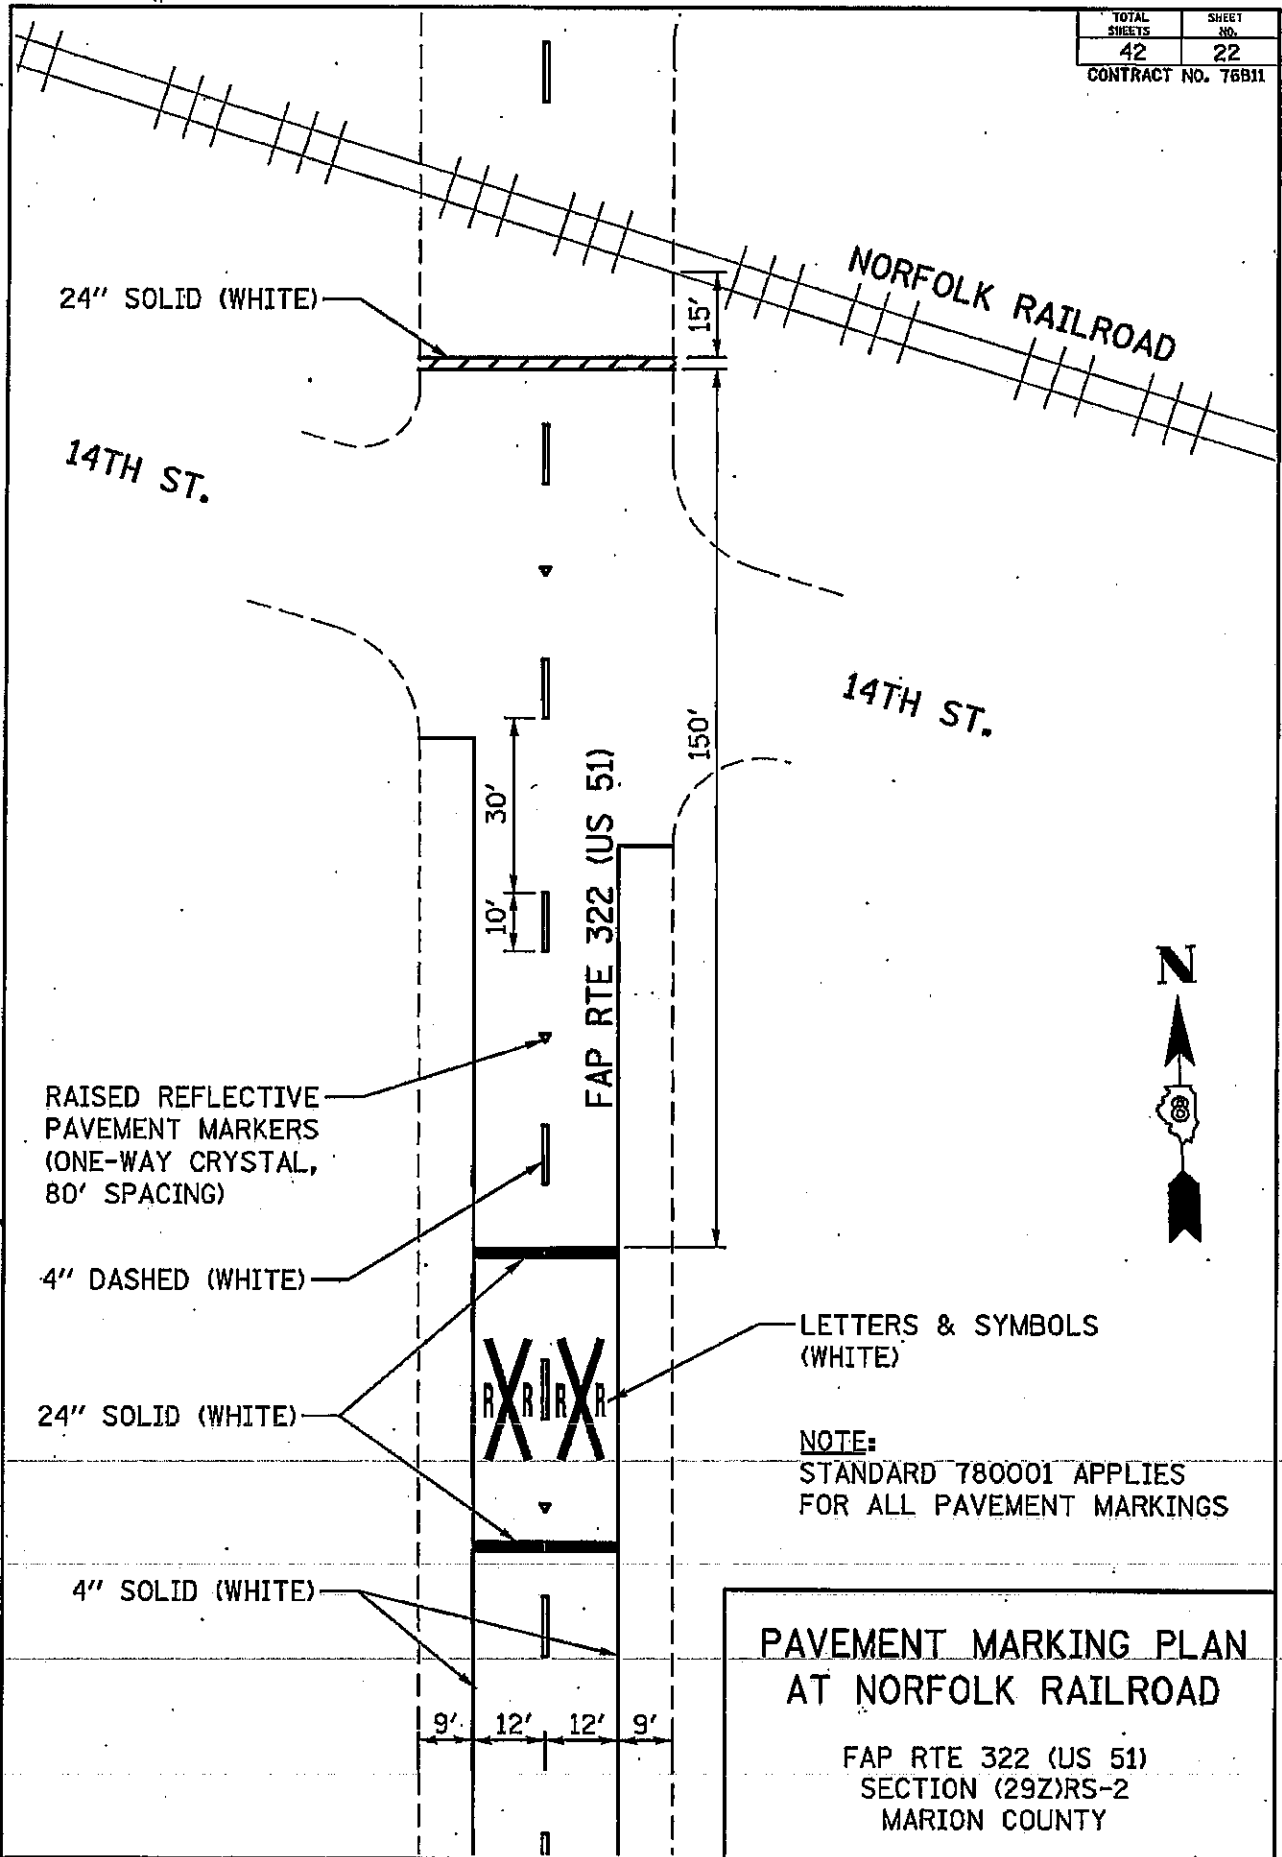 TOTAL SHEETS
SHEET NO.
42
22
CONTRACT NO. 76B11
NORFOLK RAILROAD
24" SOLID (WHITE)
15'
14TH ST.
14TH ST.
150'
30'
10'
FAP RTE 322 (US 51)
N
8
RAISED REFLECTIVE
PAVEMENT MARKERS
(ONE-WAY CRYSTAL,
80' SPACING)
4" DASHED (WHITE)
LETTERS & SYMBOLS
(WHITE)
R X R R X R
24" SOLID (WHITE)
NOTE:
STANDARD 780001 APPLIES
FOR ALL PAVEMENT MARKINGS
4" SOLID (WHITE)
9' 12' 12' 9'
PAVEMENT MARKING PLAN
AT NORFOLK RAILROAD
FAP RTE 322 (US 51)
SECTION (29Z)RS-2
MARION COUNTY